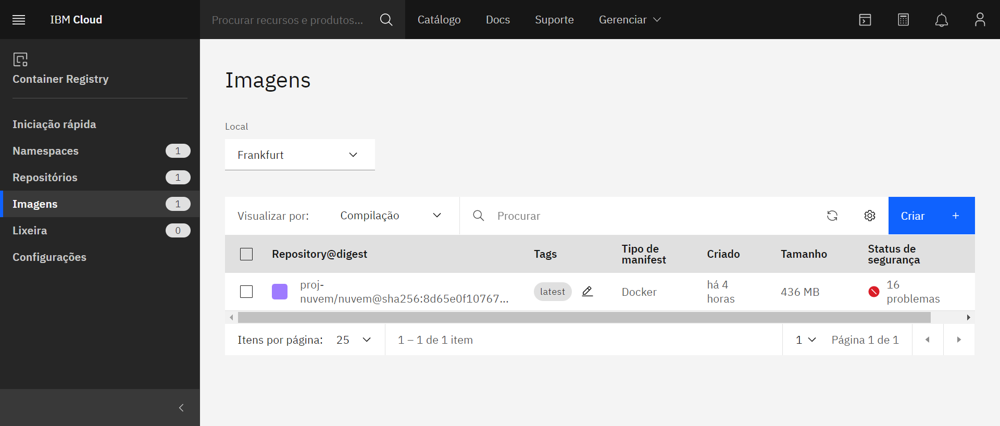 IBM Cloud
Procurar recursos e produtos...
Catálogo
Docs
Suporte
Gerenciar
Container Registry
Iniciação rápida
Namespaces 1
Repositórios 1
Imagens 1
Lixeira 0
Configurações
Imagens
Local
Frankfurt
Visualizar por: Compilação
Procurar
Criar +
Repository@digest
Tags
Tipo de
manifest
Criado
Tamanho
Status de
segurança
proj-
nuvem/nuvem@sha256:8d65e0f10767...
latest
Docker
há 4
horas
436 MB
16
problemas
Itens por página: 25
1 – 1 de 1 item
1
Página 1 de 1